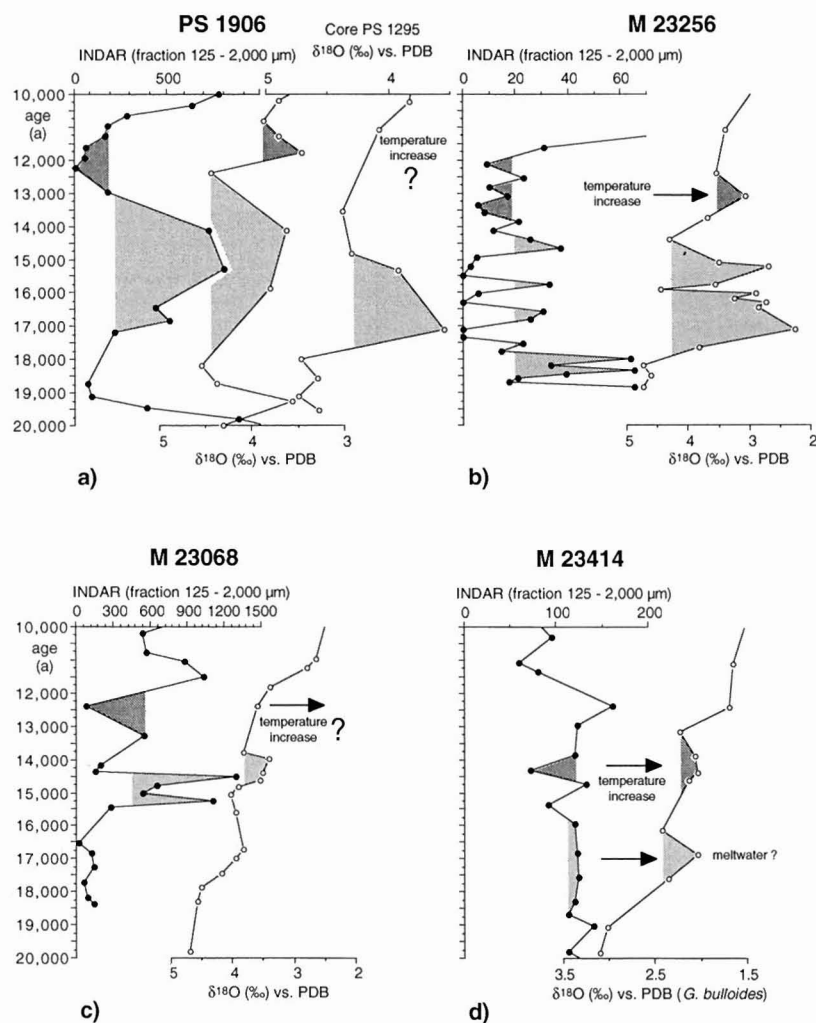 PS 1906
Core PS 1295
INDAR (fraction 125 - 2,000 µm)
δ¹⁸O (‰) vs. PDB
0 500 5 4
10,000
age
(a)
11,000
12,000
13,000
14,000
15,000
16,000
17,000
18,000
19,000
20,000
temperature
increase
?
5 4 3
δ¹⁸O (‰) vs. PDB
a)
M 23256
INDAR (fraction 125 - 2,000 µm)
0 20 40 60
temperature
increase
5 4 3 2
δ¹⁸O (‰) vs. PDB
b)
M 23068
INDAR (fraction 125 - 2,000 µm)
0 300 600 900 1200 1500
10,000
age
(a)
11,000
12,000
13,000
14,000
15,000
16,000
17,000
18,000
19,000
20,000
temperature
increase ?
5 4 3 2
δ¹⁸O (‰) vs. PDB
c)
M 23414
INDAR (fraction 125 - 2,000 µm)
0 100 200
temperature
increase
meltwater ?
3.5 2.5 1.5
δ¹⁸O (‰) vs. PDB (G. bulloides)
d)